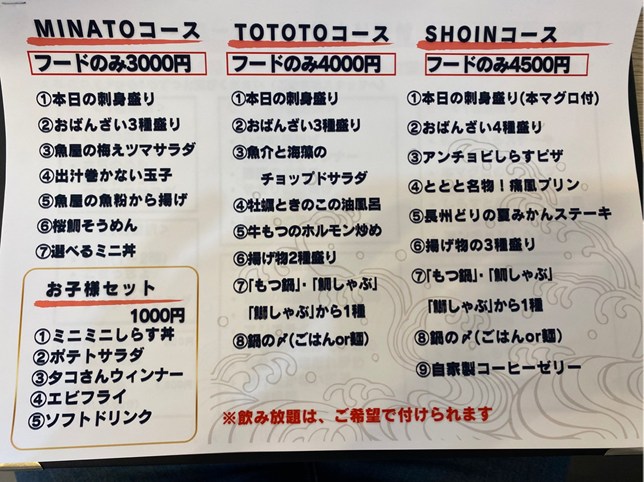 MINATOコース
フードのみ3000円
①本日の刺身盛り
②おばんざい3種盛り
③魚屋の梅えツマサラダ
④出汁巻かない玉子
⑤魚屋の魚粉から揚げ
⑥桜鯛そうめん
⑦選べるミニ丼
お子様セット
1000円
①ミニミニしらす丼
②ポテトサラダ
③タコさんウィンナー
④エビフライ
⑤ソフトドリンク
TOTOTOコース
フードのみ4000円
①本日の刺身盛り
②おばんざい3種盛り
③魚介と海藻の
チョップドサラダ
④牡蠣ときのこの油風呂
⑤牛もつのホルモン炒め
⑥揚げ物2種盛り
⑦「もつ鍋」・「鯛しゃぶ」
「鰤しゃぶ」から1種
⑧鍋の〆(ごはんor麺)
SHOINコース
フードのみ4500円
①本日の刺身盛り(本マグロ付)
②おばんざい4種盛り
③アンチョビしらすピザ
④ととと名物！痛風プリン
⑤長州どりの夏みかんステーキ
⑥揚げ物の3種盛り
⑦「もつ鍋」・「鯛しゃぶ」
「鰤しゃぶ」から1種
⑧鍋の〆(ごはんor麺)
⑨自家製コーヒーゼリー
※飲み放題は、ご希望で付けられます